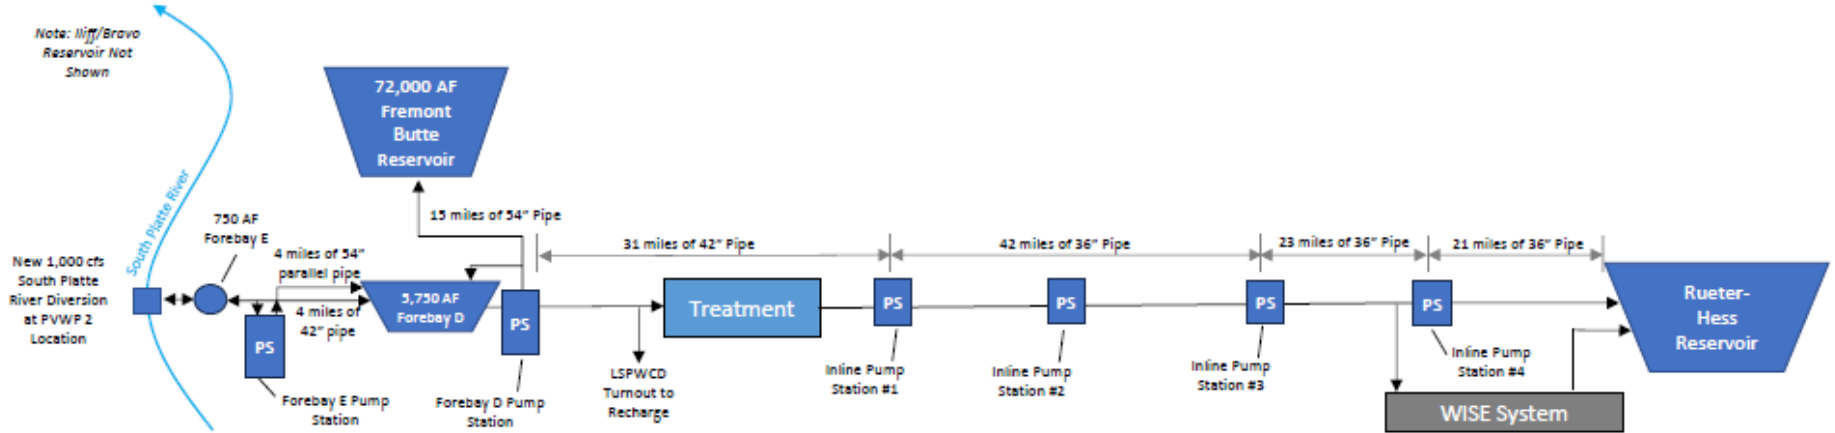 Note: Iliff/Bravo
Reservoir Not
Shown
South Platte River
New 1,000 cfs
South Platte
River Diversion
at PVWP 2
Location
750 AF
Forebay E
4 miles of 54"
parallel pipe
4 miles of
42" pipe
PS
Forebay E Pump
Station
72,000 AF
Fremont
Butte
Reservoir
15 miles of 54" Pipe
5,750 AF
Forebay D
PS
Forebay D Pump
Station
31 miles of 42" Pipe
LSPWCD
Turnout to
Recharge
Treatment
PS
Inline Pump
Station #1
42 miles of 36" Pipe
PS
Inline Pump
Station #2
PS
Inline Pump
Station #3
23 miles of 36" Pipe
PS
Inline Pump
Station #4
21 miles of 36" Pipe
WISE System
Rueter-
Hess
Reservoir